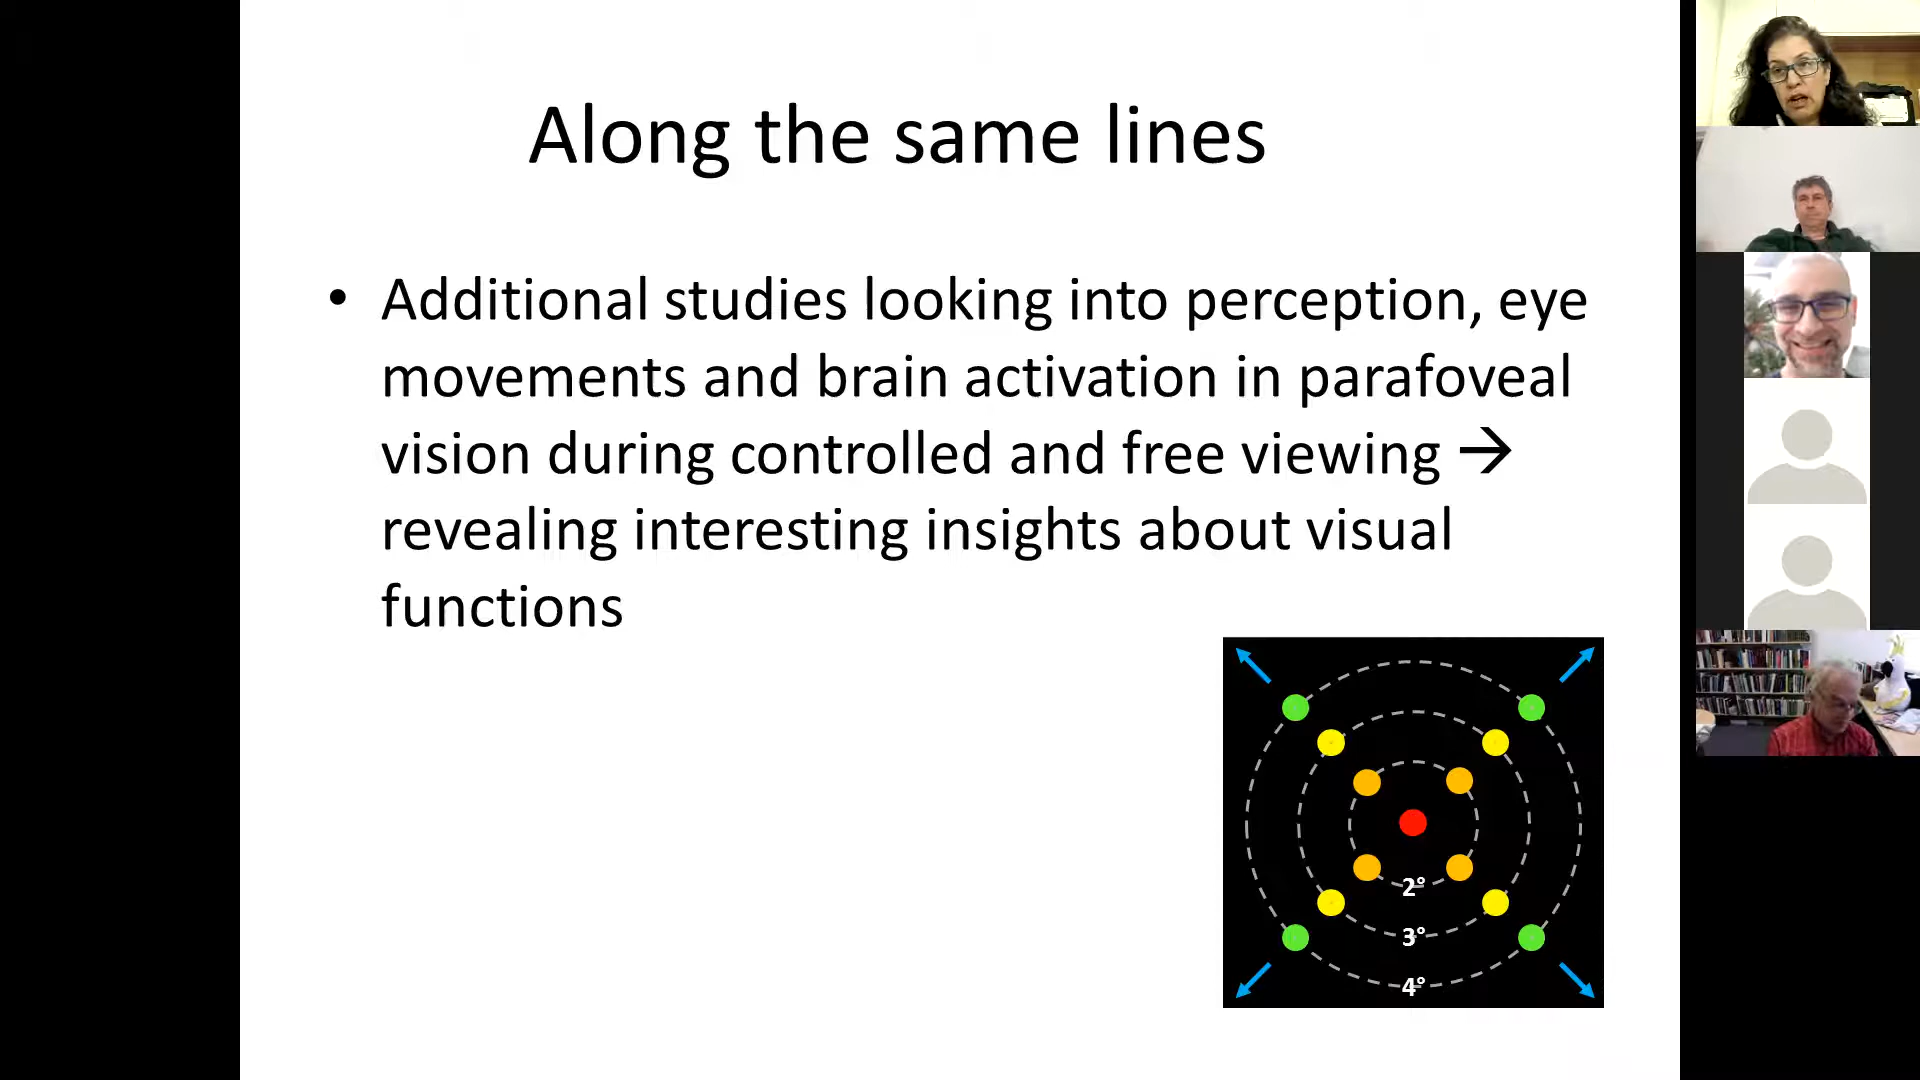 Along the same lines
• Additional studies looking into perception, eye
movements and brain activation in parafoveal
vision during controlled and free viewing →
revealing interesting insights about visual
functions
2°
3°
4°